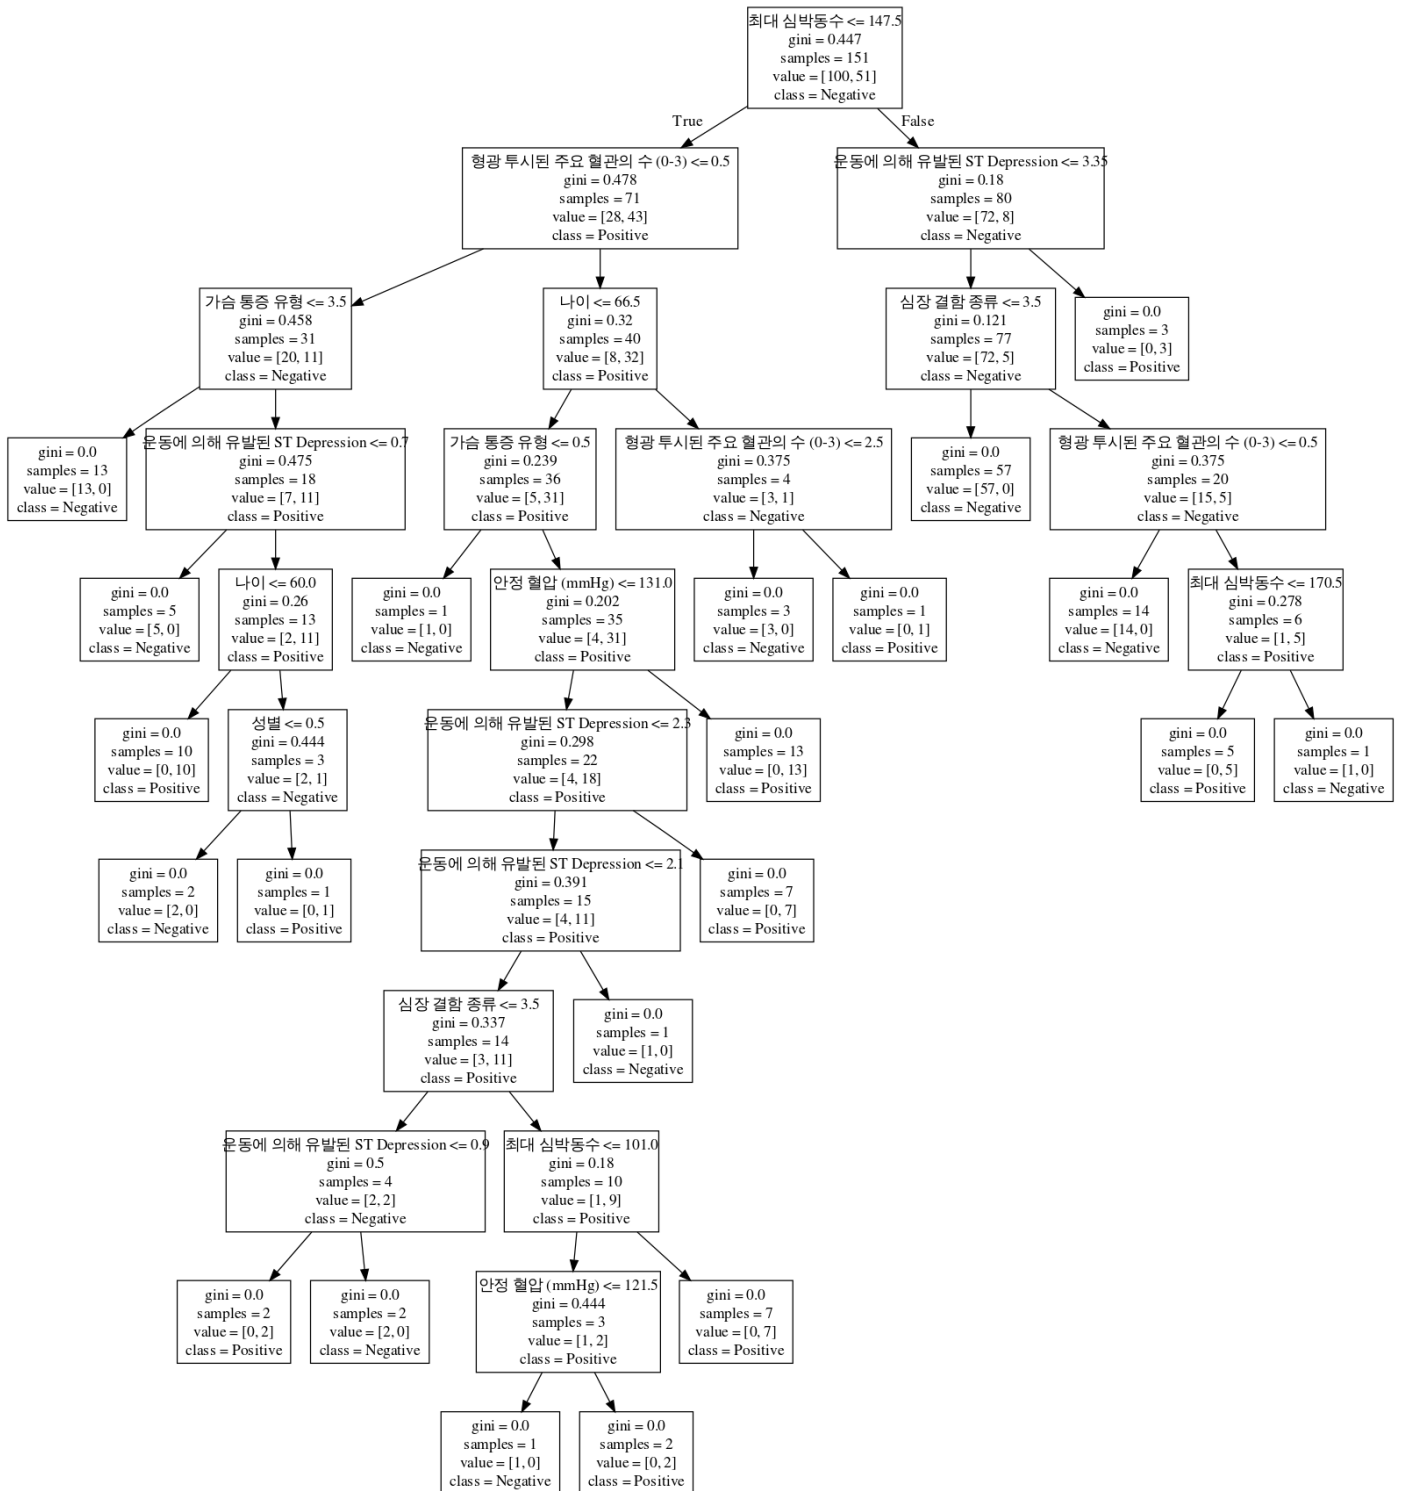 최대 심박동수 <= 147.5
gini = 0.447
samples = 151
value = [100, 51]
class = Negative
True
False
형광 투시된 주요 혈관의 수 (0-3) <= 0.5
gini = 0.478
samples = 71
value = [28, 43]
class = Positive
운동에 의해 유발된 ST Depression <= 3.35
gini = 0.18
samples = 80
value = [72, 8]
class = Negative
가슴 통증 유형 <= 3.5
gini = 0.458
samples = 31
value = [20, 11]
class = Negative
나이 <= 66.5
gini = 0.32
samples = 40
value = [8, 32]
class = Positive
심장 결함 종류 <= 3.5
gini = 0.121
samples = 77
value = [72, 5]
class = Negative
gini = 0.0
samples = 3
value = [0, 3]
class = Positive
gini = 0.0
samples = 13
value = [13, 0]
class = Negative
운동에 의해 유발된 ST Depression <= 0.7
gini = 0.475
samples = 18
value = [7, 11]
class = Positive
가슴 통증 유형 <= 0.5
gini = 0.239
samples = 36
value = [5, 31]
class = Positive
형광 투시된 주요 혈관의 수 (0-3) <= 2.5
gini = 0.375
samples = 4
value = [3, 1]
class = Negative
gini = 0.0
samples = 57
value = [57, 0]
class = Negative
형광 투시된 주요 혈관의 수 (0-3) <= 0.5
gini = 0.375
samples = 20
value = [15, 5]
class = Negative
gini = 0.0
samples = 5
value = [5, 0]
class = Negative
나이 <= 60.0
gini = 0.26
samples = 13
value = [2, 11]
class = Positive
gini = 0.0
samples = 1
value = [1, 0]
class = Negative
안정 혈압 (mmHg) <= 131.0
gini = 0.202
samples = 35
value = [4, 31]
class = Positive
gini = 0.0
samples = 3
value = [3, 0]
class = Negative
gini = 0.0
samples = 1
value = [0, 1]
class = Positive
gini = 0.0
samples = 14
value = [14, 0]
class = Negative
최대 심박동수 <= 170.5
gini = 0.278
samples = 6
value = [1, 5]
class = Positive
gini = 0.0
samples = 10
value = [0, 10]
class = Positive
성별 <= 0.5
gini = 0.444
samples = 3
value = [2, 1]
class = Negative
운동에 의해 유발된 ST Depression <= 2.3
gini = 0.298
samples = 22
value = [4, 18]
class = Positive
gini = 0.0
samples = 13
value = [0, 13]
class = Positive
gini = 0.0
samples = 5
value = [0, 5]
class = Positive
gini = 0.0
samples = 1
value = [1, 0]
class = Negative
gini = 0.0
samples = 2
value = [2, 0]
class = Negative
gini = 0.0
samples = 1
value = [0, 1]
class = Positive
운동에 의해 유발된 ST Depression <= 2.1
gini = 0.391
samples = 15
value = [4, 11]
class = Positive
gini = 0.0
samples = 7
value = [0, 7]
class = Positive
심장 결함 종류 <= 3.5
gini = 0.337
samples = 14
value = [3, 11]
class = Positive
gini = 0.0
samples = 1
value = [1, 0]
class = Negative
운동에 의해 유발된 ST Depression <= 0.9
gini = 0.5
samples = 4
value = [2, 2]
class = Negative
최대 심박동수 <= 101.0
gini = 0.18
samples = 10
value = [1, 9]
class = Positive
gini = 0.0
samples = 2
value = [0, 2]
class = Positive
gini = 0.0
samples = 2
value = [2, 0]
class = Negative
안정 혈압 (mmHg) <= 121.5
gini = 0.444
samples = 3
value = [1, 2]
class = Positive
gini = 0.0
samples = 7
value = [0, 7]
class = Positive
gini = 0.0
samples = 1
value = [1, 0]
class = Negative
gini = 0.0
samples = 2
value = [0, 2]
class = Positive